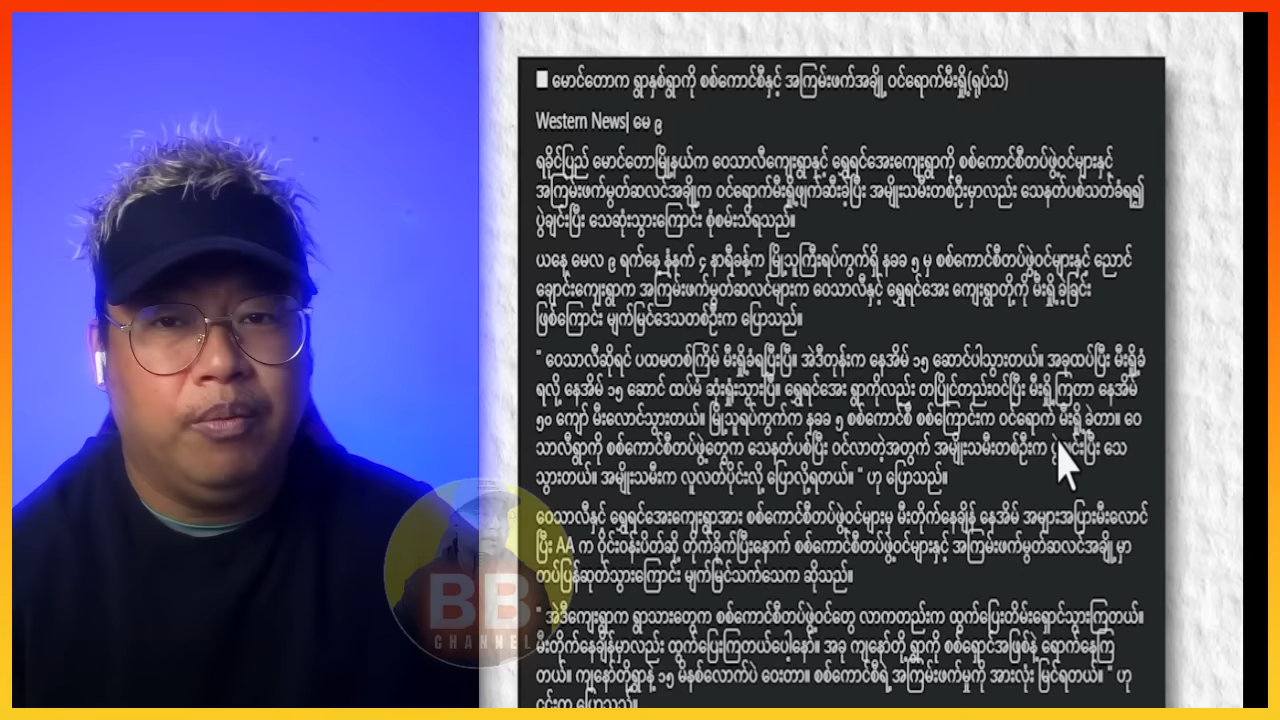 ■ မောင်တောက ရွာနှစ်ရွာကို စစ်ကောင်စီနှင့် အကြမ်းဖက်အချို့ ဝင်ရောက်မီးရှို့(ရုပ်သံ)
Western News| မေ ၉
ရခိုင်ပြည် မောင်တောမြို့နယ်က ဝေသာလီကျေးရွာနှင့် ရွှေရင်အေးကျေးရွာကို စစ်ကောင်စီတပ်ဖွဲ့ဝင်များနှင့်
အကြမ်းဖက်မွတ်ဆလင်အချို့က ဝင်ရောက်မီးရှို့ဖျက်ဆီးခဲ့ပြီး အမျိုးသမီးတစ်ဦးမှာလည်း သေနတ်ပစ်သတ်ခံရ၍
ပွဲချင်းပြီး သေဆုံးသွားကြောင်း စုံစမ်းသိရသည်။
ယနေ့ မေလ ၉ ရက်နေ့ နံနက် ၄ နာရီခန့်က မြို့သူကြီးရပ်ကွက်ရှိ နခခ ၅ မှ စစ်ကောင်စီတပ်ဖွဲ့ဝင်များနှင့် ညောင်
ချောင်းကျေးရွာက အကြမ်းဖက်မွတ်ဆလင်များက ဝေသာလီနှင့် ရွှေရင်အေး ကျေးရွာတို့ကို မီးရှို့ခဲ့ခြင်း
ဖြစ်ကြောင်း မျက်မြင်ဒေသတစ်ဦးက ပြောသည်။
" ဝေသာလီဆိုရင် ပထမတစ်ကြိမ် မီးရှို့ခံရပြီးပြီ။ အဲဒီတုန်းက နေအိမ် ၁၅ ဆောင်ပါသွားတယ်။ အခုထပ်ပြီး မီးရှို့ခံ
ရလို့ နေအိမ် ၁၅ ဆောင် ထပ်မံ ဆုံးရှုံးသွားပြီ။ ရွှေရင်အေး ရွာကိုလည်း တပြိုင်တည်းဝင်ပြီး မီးရှို့ကြတာ နေအိမ်
၅၀ ကျော် မီးလောင်သွားတယ်။ မြို့သူရပ်ကွက်က နခခ ၅ စစ်ကောင်စီ စစ်ကြောင်းက ဝင်ရောက် မီးရှို့ခဲ့တာ။ ဝေ
သာလီရွာကို စစ်ကောင်စီတပ်ဖွဲ့တွေက သေနတ်ပစ်ပြီး ဝင်လာတဲ့အတွက် အမျိုးသမီးတစ်ဦးက ပွဲချင်းပြီး သေ
သွားတယ်။ အမျိုးသမီးက လူလတ်ပိုင်းလို့ ပြောလို့ရတယ်။ " ဟု ပြောသည်။
ဝေသာလီနှင့် ရွှေရင်အေးကျေးရွာအား စစ်ကောင်စီတပ်ဖွဲ့ဝင်များမှ မီးတိုက်နေချိန် နေအိမ် အများအပြားမီးလောင်
ပြီး AA က ဝိုင်းဝန်းပိတ်ဆို့ တိုက်ခိုက်ပြီးနောက် စစ်ကောင်စီတပ်ဖွဲ့ဝင်များနှင့် အကြမ်းဖက်မွတ်ဆလင်အချို့မှာ
တပ်ပြန်ဆုတ်သွားကြောင်း မျက်မြင်သက်သေက ဆိုသည်။
" အဲဒီကျေးရွာက ရွာသားတွေက စစ်ကောင်စီတပ်ဖွဲ့ဝင်တွေ လာကတည်းက ထွက်ပြေးတိမ်းရှောင်သွားကြတယ်။
မီးတိုက်နေချိန်မှာလည်း ထွက်ပြေးကြတယ်ပေါ့နော်။ အခု ကျနော်တို့ရွာကို စစ်ရှောင်အဖြစ်နဲ့ ရောက်နေကြ
တယ်။ ကျနော်တို့ရွာနဲ့ ၁၅ မိနစ်လောက်ပဲ ဝေးတာ။ စစ်ကောင်စီရဲ့ အကြမ်းဖက်မှုကို အားလုံး မြင်ရတယ်။ " ဟု
၎င်းက ပြောသည်။
BB
CHANNEL